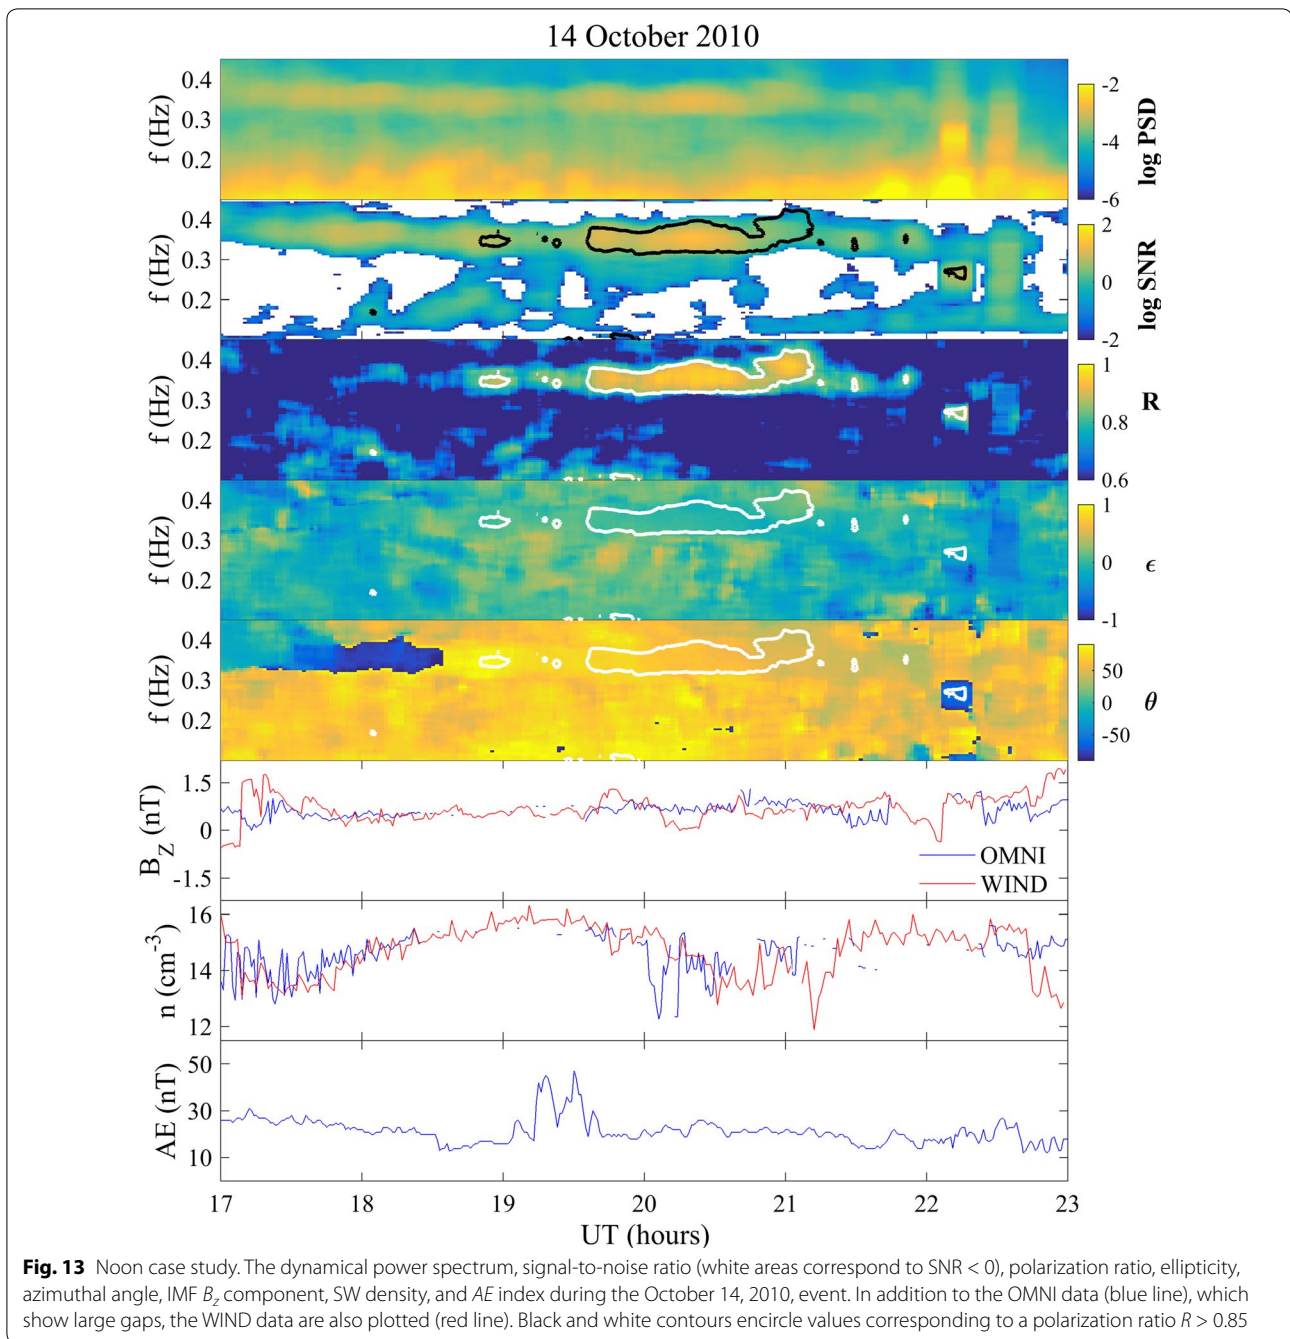 14 October 2010
0.4
0.3
0.2
f (Hz)
-2
-4
-6
log PSD
0.4
0.3
0.2
f (Hz)
2
0
-2
log SNR
0.4
0.3
0.2
f (Hz)
1
0.8
0.6
R
0.4
0.3
0.2
f (Hz)
1
0
-1
ϵ
0.4
0.3
0.2
f (Hz)
50
0
-50
θ
1.5
0
-1.5
B_Z (nT)
OMNI
WIND
16
14
12
n (cm⁻³)
50
30
10
AE (nT)
17 18 19 20 21 22 23
UT (hours)
Fig. 13 Noon case study. The dynamical power spectrum, signal-to-noise ratio (white areas correspond to SNR < 0), polarization ratio, ellipticity,
azimuthal angle, IMF B_z component, SW density, and AE index during the October 14, 2010, event. In addition to the OMNI data (blue line), which
show large gaps, the WIND data are also plotted (red line). Black and white contours encircle values corresponding to a polarization ratio R > 0.85